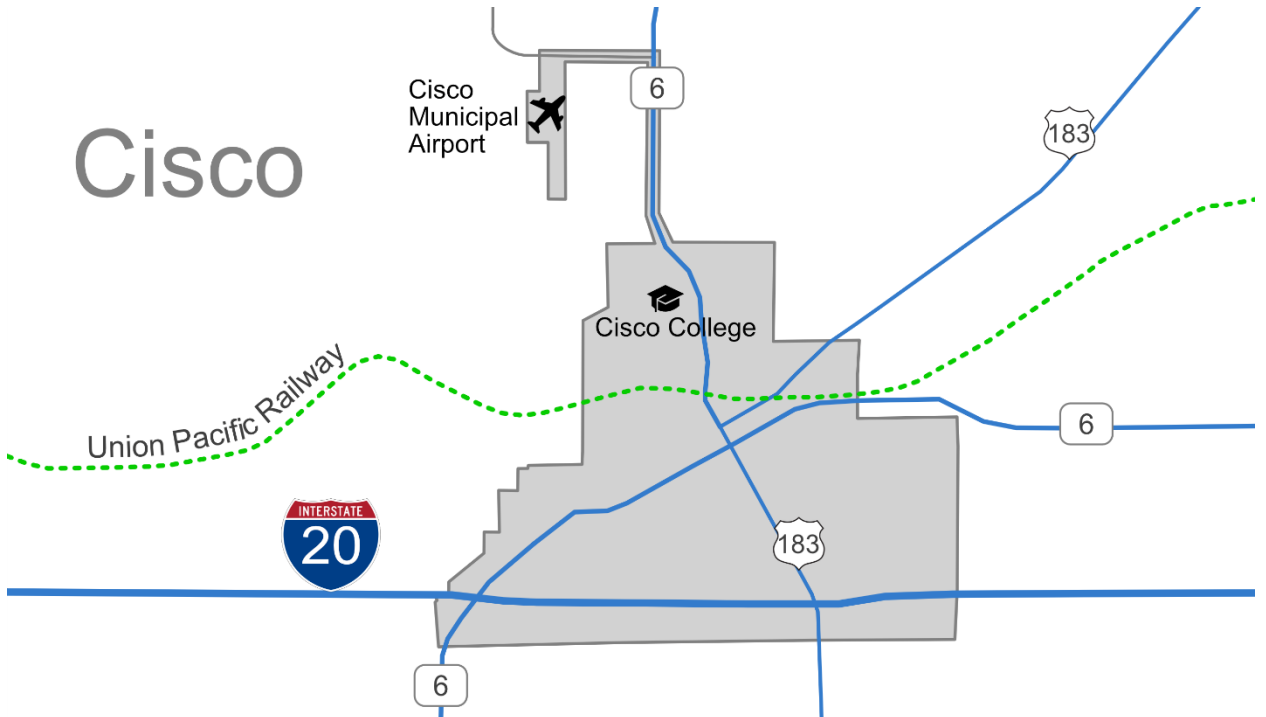 6
Cisco
Municipal
Airport
183
Cisco
Cisco College
Union Pacific Railway
6
INTERSTATE
20
183
6